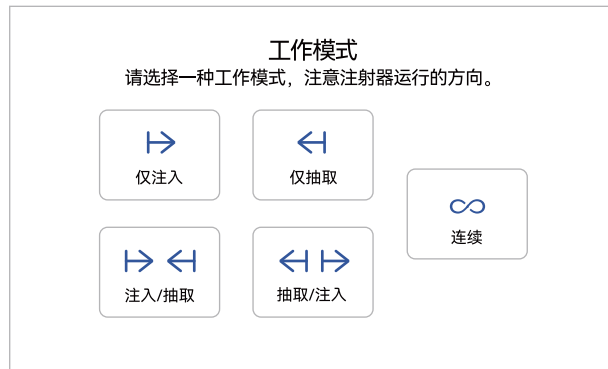 工作模式
请选择一种工作模式，注意注射器运行的方向。
仅注入
仅抽取
连续
注入/抽取
抽取/注入